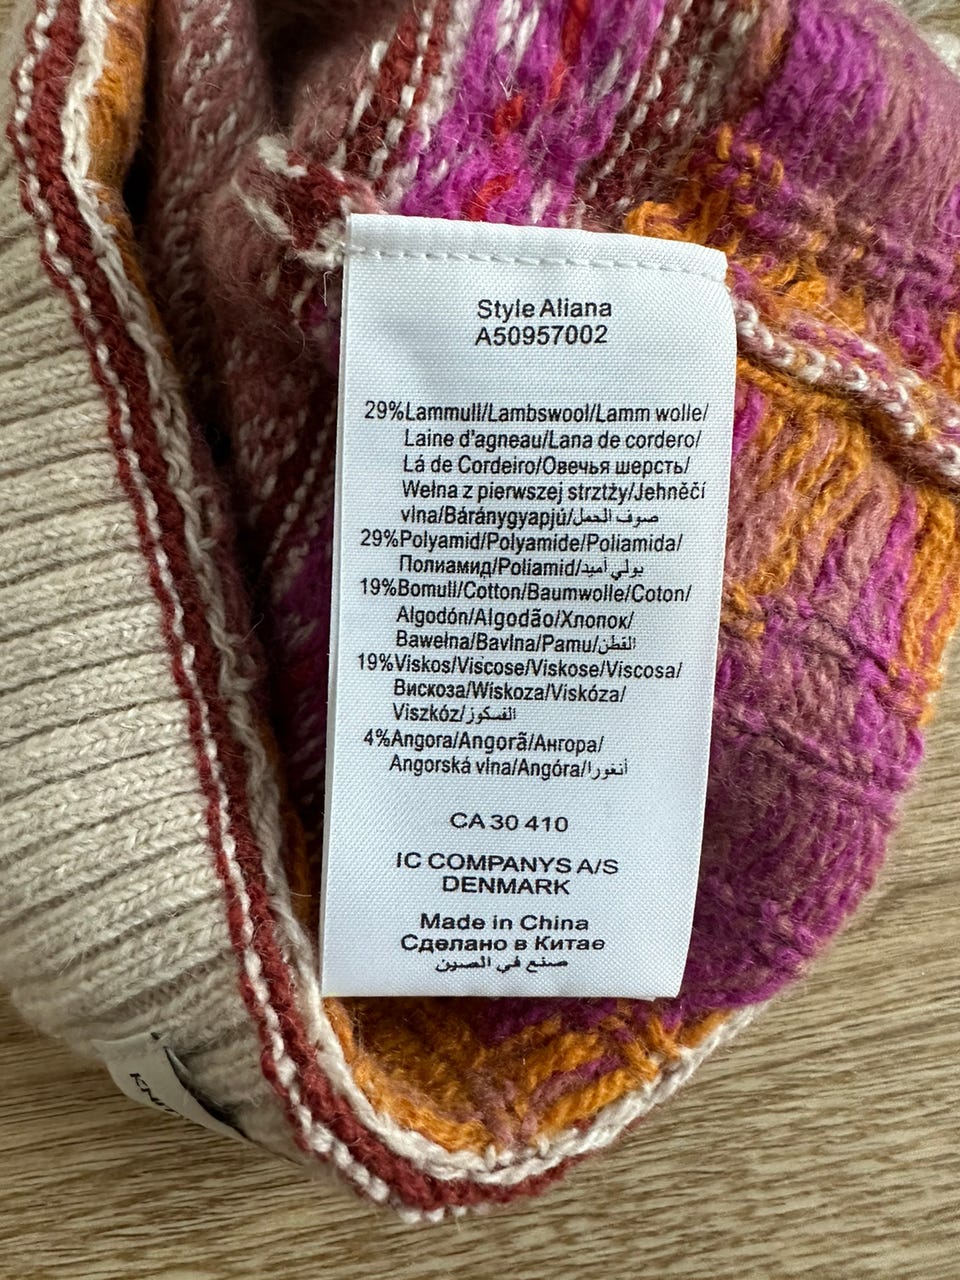 Style Aliana
A50957002
29%Lammull/Lambswool/Lamm wolle/
Laine d'agneau/Lana de cordero/
Lá de Cordeiro/Овечья шерсть/
Wełna z pierwszej strztży/Jehněčí
vlna/Báránygyapjú/صوف الحمل
29%Polyamid/Polyamide/Poliamida/
Полиамид/Poliamid/بولي أميد
19%Bomull/Cotton/Baumwolle/Coton/
Algodón/Algodão/Хлопок/
Bawełna/Bavlna/Pamu/القطن
19%Viskos/Viscose/Viskose/Viscosa/
Вискоза/Wiskoza/Viskóza/
Viszkóz/الفسكوز
4%Angora/Angorã/Ангора/
Angorská vlna/Angóra/أنغورا
CA 30 410
IC COMPANYS A/S
DENMARK
Made in China
Сделано в Китае
صنع في الصين